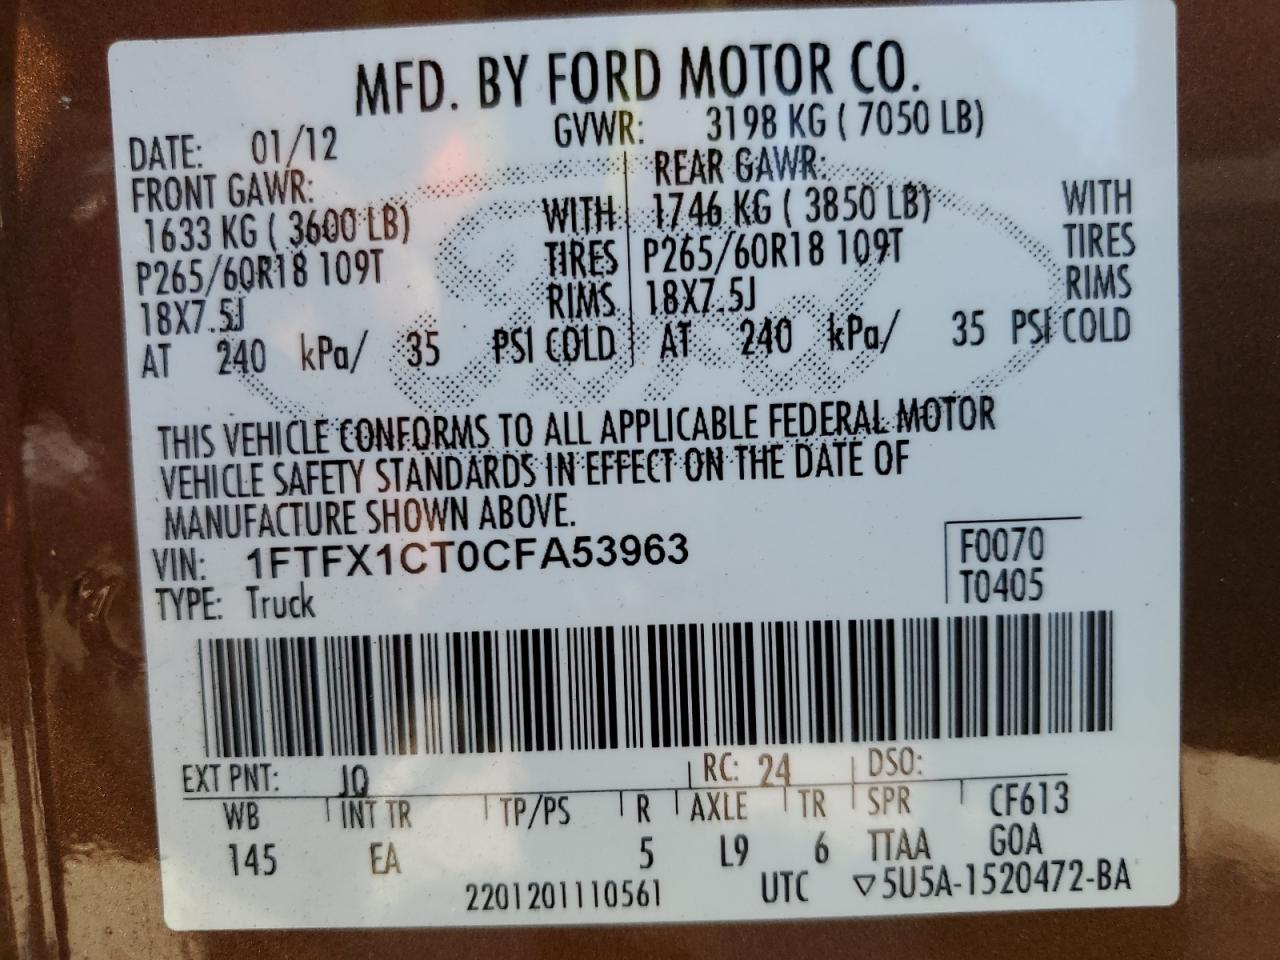 MFD. BY FORD MOTOR CO.
DATE: 01/12 GVWR: 3198 KG ( 7050 LB)
FRONT GAWR: REAR GAWR:
1633 KG ( 3600 LB) WITH 1746 KG ( 3850 LB) WITH
P265/60R18 109T TIRES P265/60R18 109T TIRES
18X7.5J RIMS 18X7.5J RIMS
AT 240 kPa/ 35 PSI COLD AT 240 kPa/ 35 PSI COLD
Ford
THIS VEHICLE CONFORMS TO ALL APPLICABLE FEDERAL MOTOR
VEHICLE SAFETY STANDARDS IN EFFECT ON THE DATE OF
MANUFACTURE SHOWN ABOVE.
VIN: 1FTFX1CT0CFA53963 F0070
TYPE: Truck T0405
EXT PNT: JQ RC: 24 DSO:
WB INT TR TP/PS R AXLE TR SPR CF613
145 EA 5 L9 6 TTAA GOA
2201201110561 UTC ▽5U5A-1520472-BA